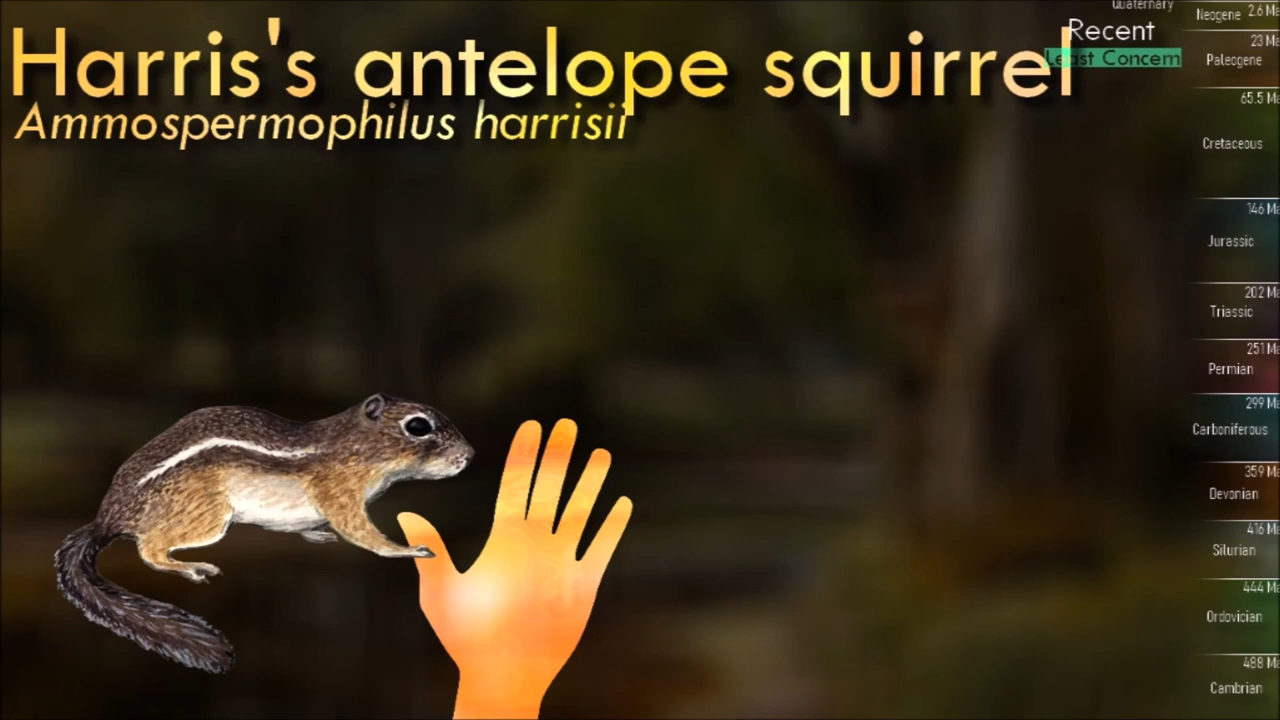 Harris's antelope squirrel
Ammospermophilus harrisii
Quaternary
Recent
Least Concern
2.6 Ma
Neogene
23 Ma
Paleogene
65.5 Ma
Cretaceous
146 Ma
Jurassic
202 Ma
Triassic
251 Ma
Permian
299 Ma
Carboniferous
359 Ma
Devonian
416 Ma
Silurian
444 Ma
Ordovician
488 Ma
Cambrian